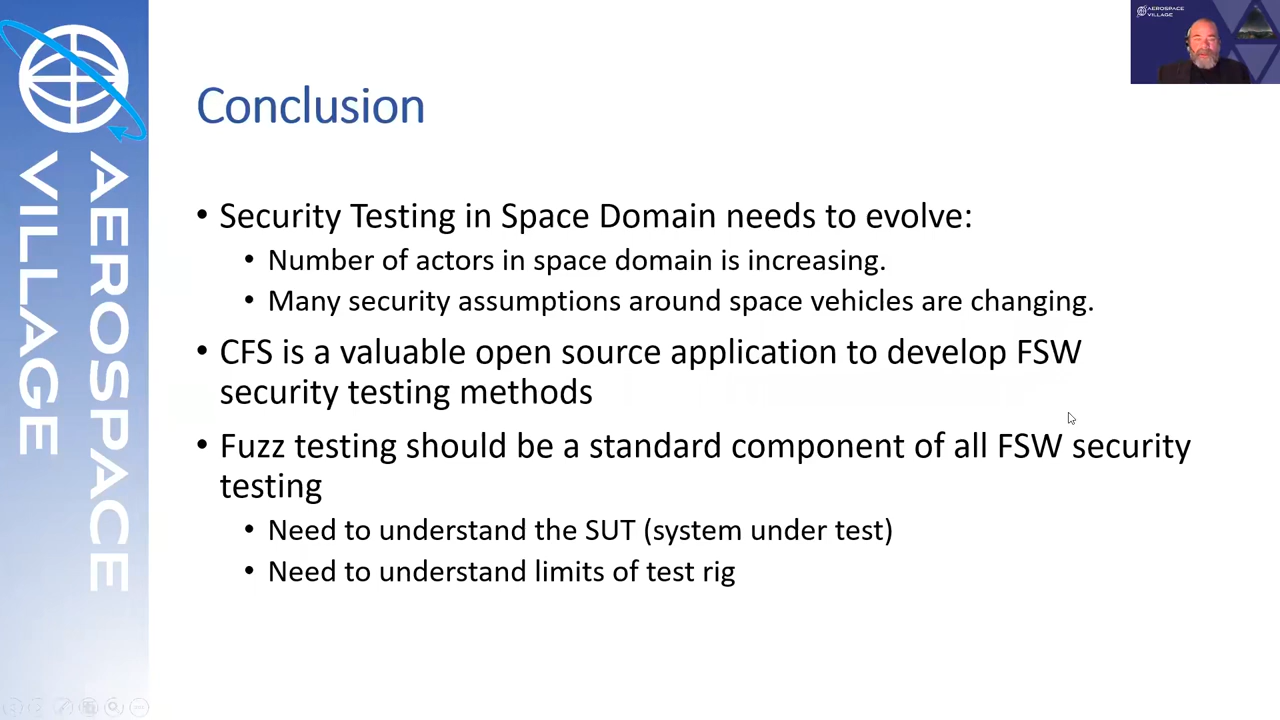 AEROSPACE
VILLAGE
AEROSPACE
VILLAGE
Conclusion
• Security Testing in Space Domain needs to evolve:
• Number of actors in space domain is increasing.
• Many security assumptions around space vehicles are changing.
• CFS is a valuable open source application to develop FSW
security testing methods
• Fuzz testing should be a standard component of all FSW security
testing
• Need to understand the SUT (system under test)
• Need to understand limits of test rig